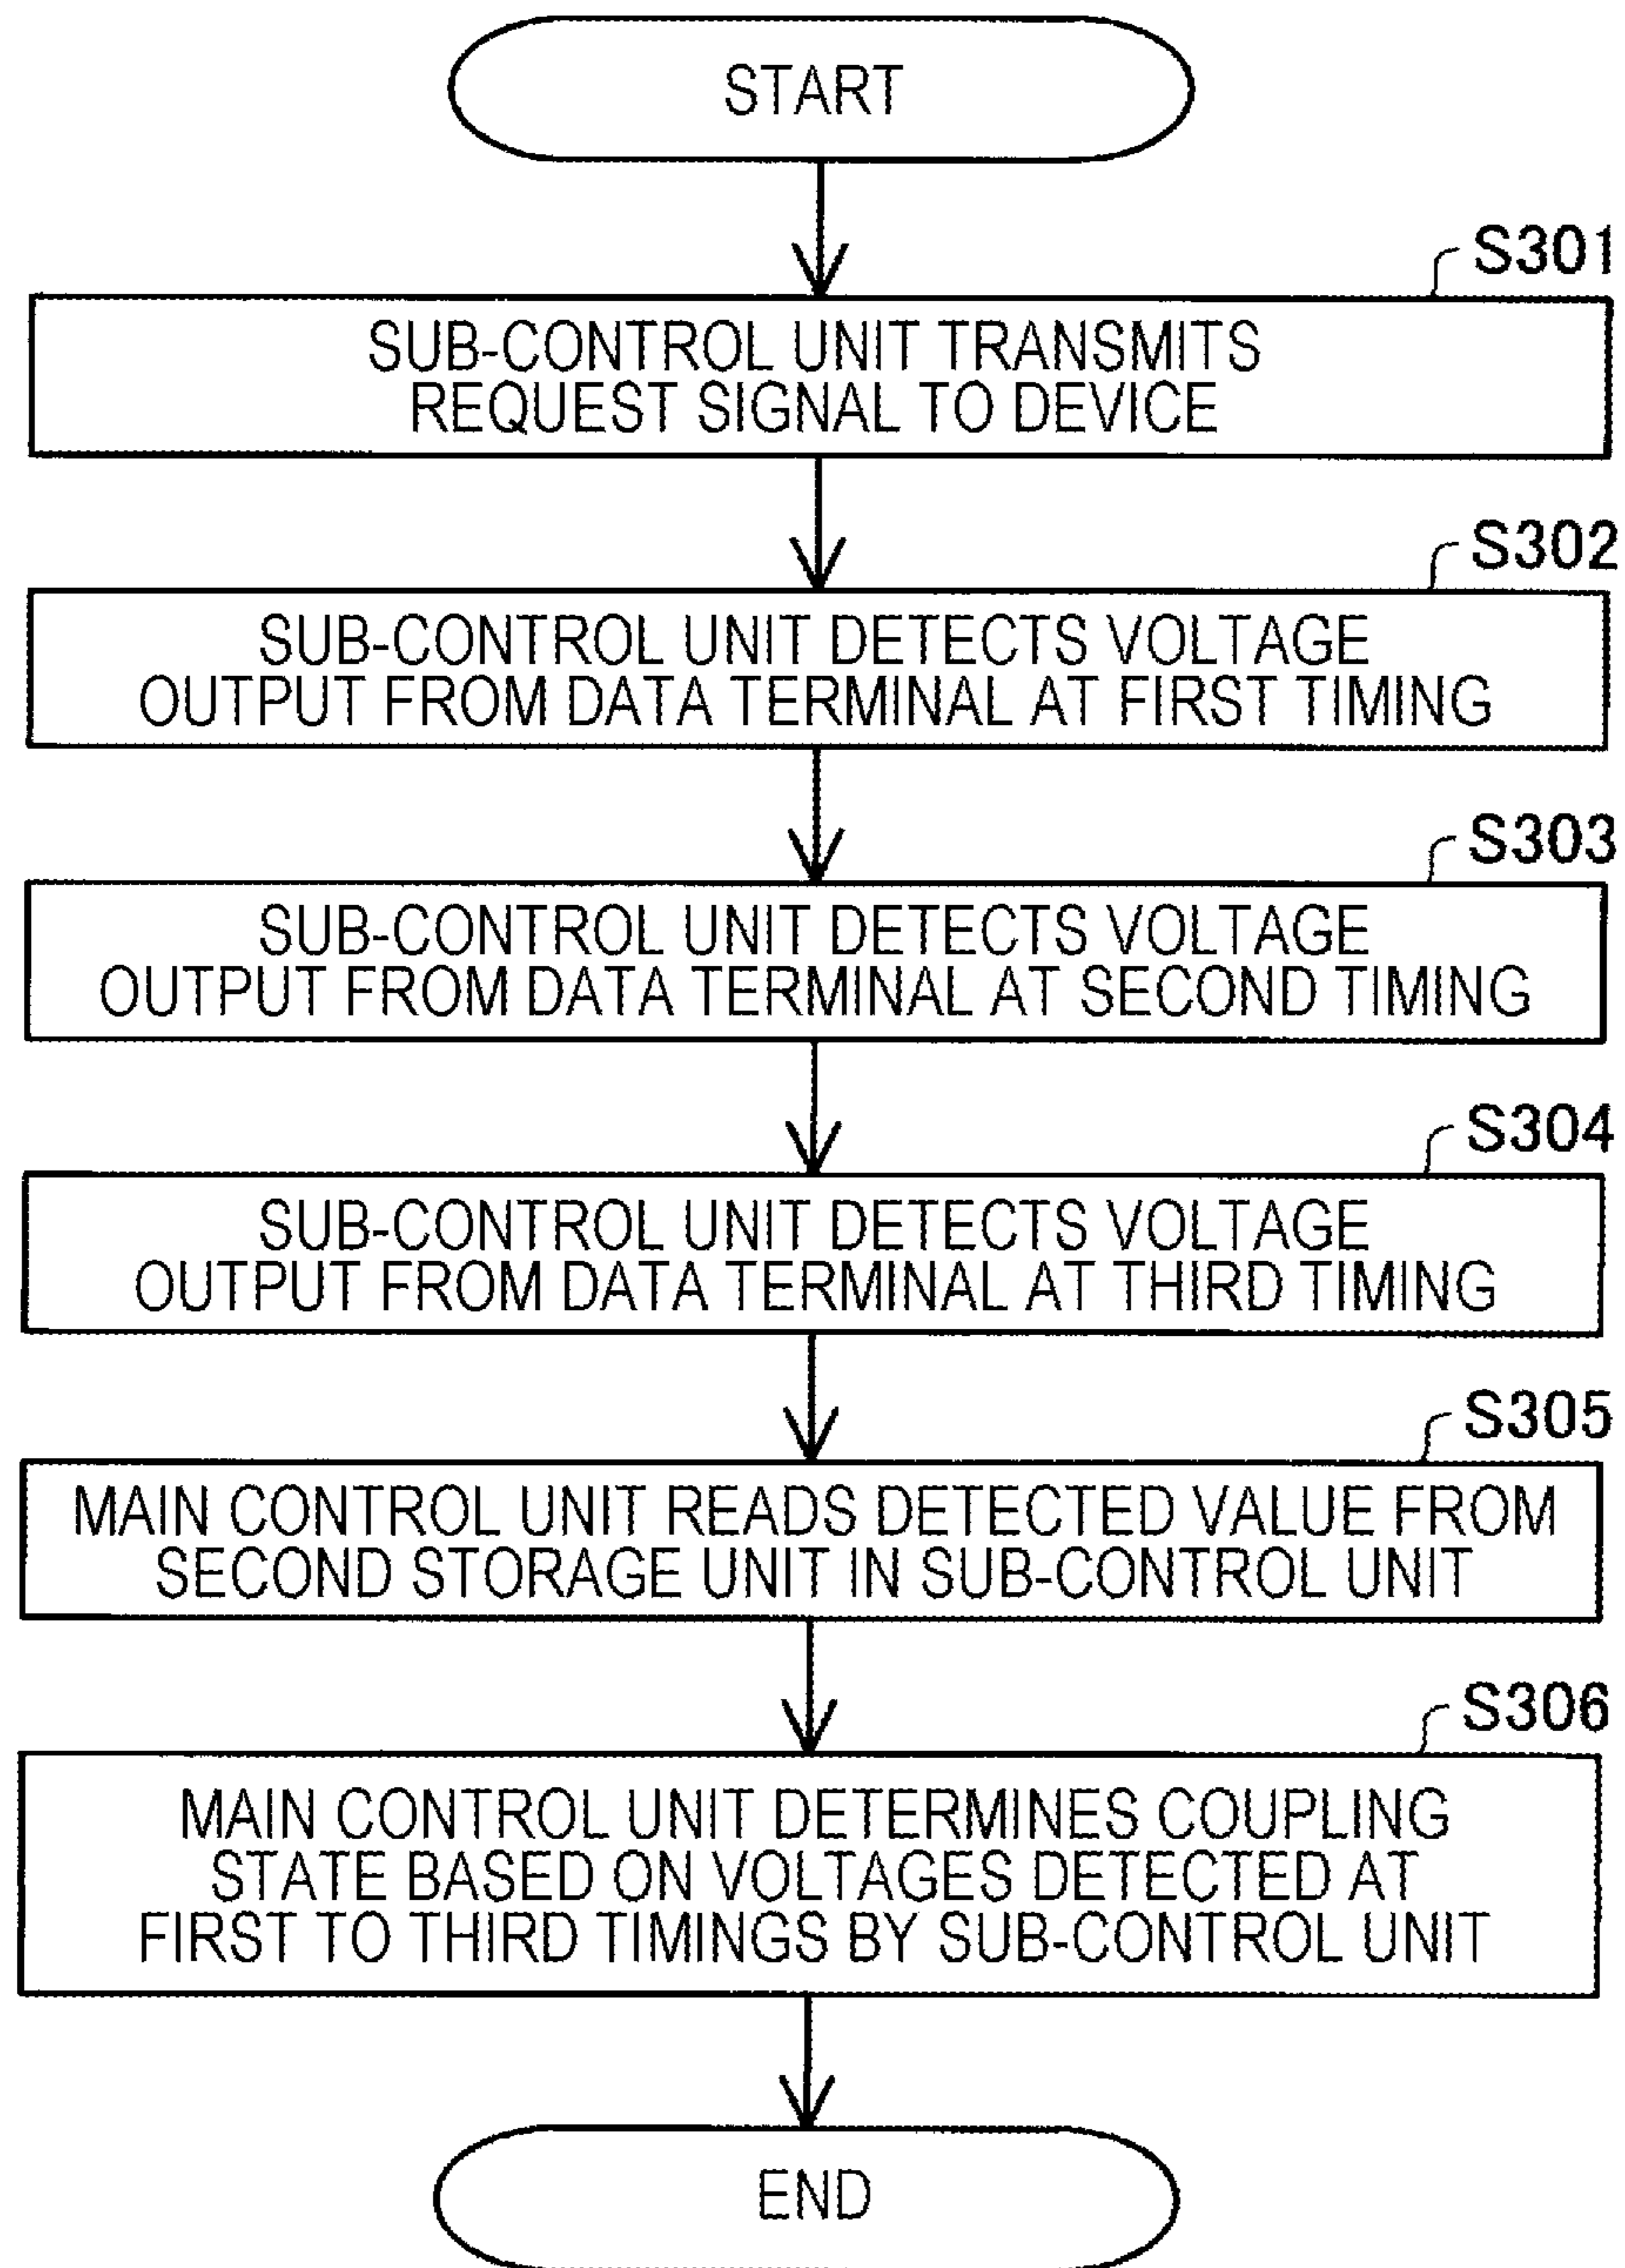 START
S301
SUB-CONTROL UNIT TRANSMITS
REQUEST SIGNAL TO DEVICE
S302
SUB-CONTROL UNIT DETECTS VOLTAGE
OUTPUT FROM DATA TERMINAL AT FIRST TIMING
S303
SUB-CONTROL UNIT DETECTS VOLTAGE
OUTPUT FROM DATA TERMINAL AT SECOND TIMING
S304
SUB-CONTROL UNIT DETECTS VOLTAGE
OUTPUT FROM DATA TERMINAL AT THIRD TIMING
S305
MAIN CONTROL UNIT READS DETECTED VALUE FROM
SECOND STORAGE UNIT IN SUB-CONTROL UNIT
S306
MAIN CONTROL UNIT DETERMINES COUPLING
STATE BASED ON VOLTAGES DETECTED AT
FIRST TO THIRD TIMINGS BY SUB-CONTROL UNIT
END